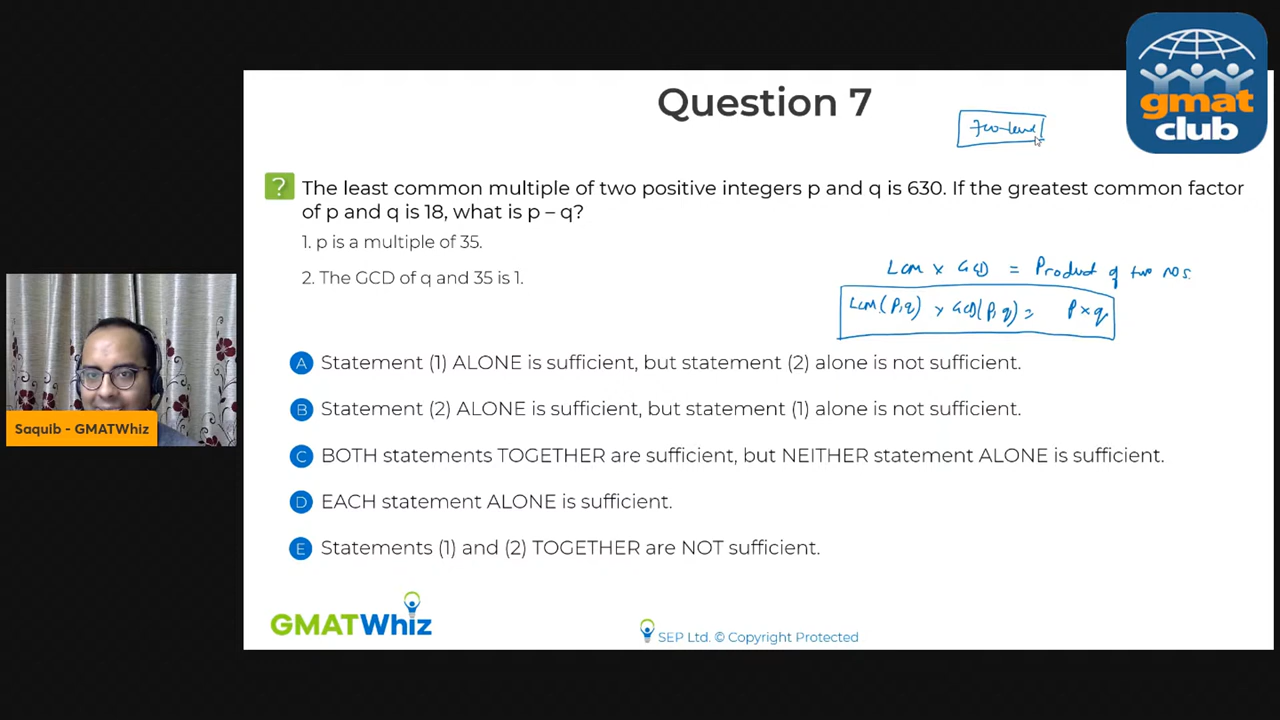 gmat
club
Question 7
700-level
? The least common multiple of two positive integers p and q is 630. If the greatest common factor
of p and q is 18, what is p – q?
1. p is a multiple of 35.
2. The GCD of q and 35 is 1.
LCM × GCD = Product of two nos.
LCM(P,q) × GCD(P,q) = P×q
A Statement (1) ALONE is sufficient, but statement (2) alone is not sufficient.
B Statement (2) ALONE is sufficient, but statement (1) alone is not sufficient.
C BOTH statements TOGETHER are sufficient, but NEITHER statement ALONE is sufficient.
D EACH statement ALONE is sufficient.
E Statements (1) and (2) TOGETHER are NOT sufficient.
Saquib - GMATWhiz
GMATWhiz
SEP Ltd. © Copyright Protected